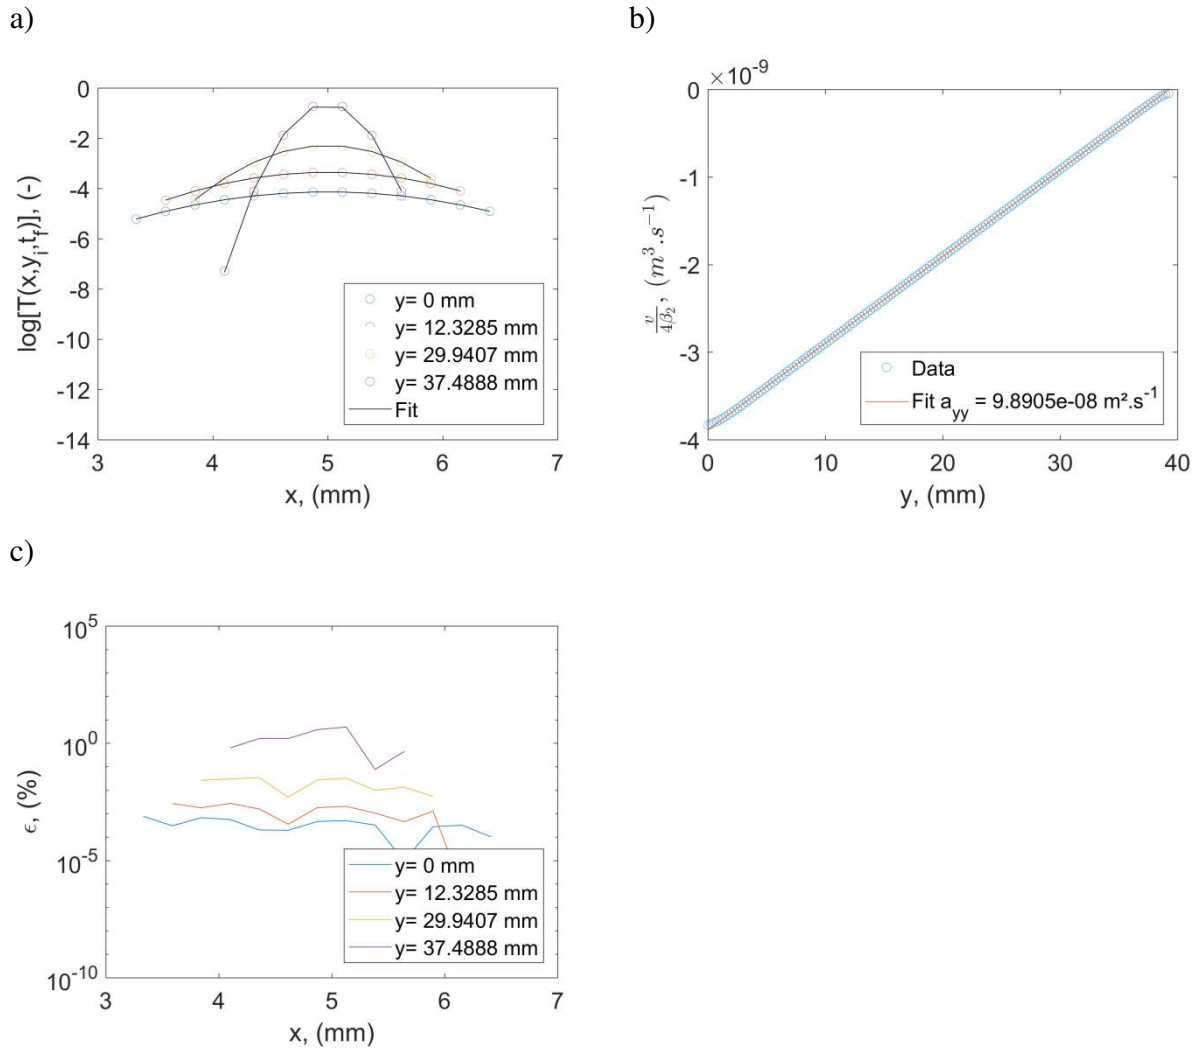 a)
0
-2
-4
-6
-8
-10
-12
-14
3 4 5 6 7
log[T(x,y_i,t_f)], (-)
x, (mm)
y= 0 mm
y= 12.3285 mm
y= 29.9407 mm
y= 37.4888 mm
Fit
b)
×10^-9
0
-1
-2
-3
-4
0 10 20 30 40
v/4β_2, (m^3.s^-1)
y, (mm)
Data
Fit a_yy = 9.8905e-08 m².s^-1
c)
10^5
10^0
10^-5
10^-10
3 4 5 6 7
ϵ, (%)
x, (mm)
y= 0 mm
y= 12.3285 mm
y= 29.9407 mm
y= 37.4888 mm